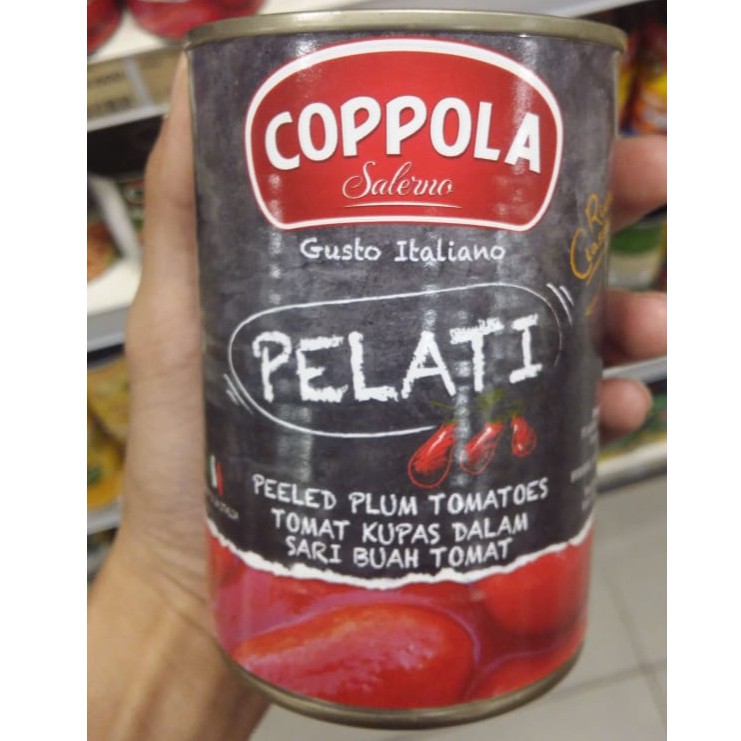 COPPOLA
Salerno
Gusto Italiano
PELATI
PEELED PLUM TOMATOES
TOMAT KUPAS DALAM
SARI BUAH TOMAT